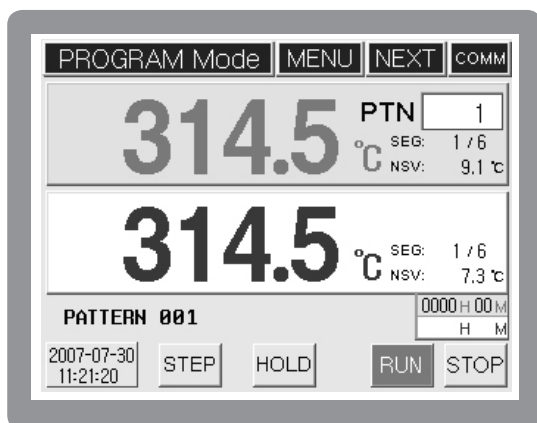 PROGRAM Mode MENU NEXT COMM
314.5 °C PTN 1
SEG: 1/6
NSV: 9.1 ℃
314.5 °C SEG: 1/6
NSV: 7.3 ℃
PATTERN 001
0000 H 00 M
H M
2007-07-30
11:21:20
STEP HOLD RUN STOP